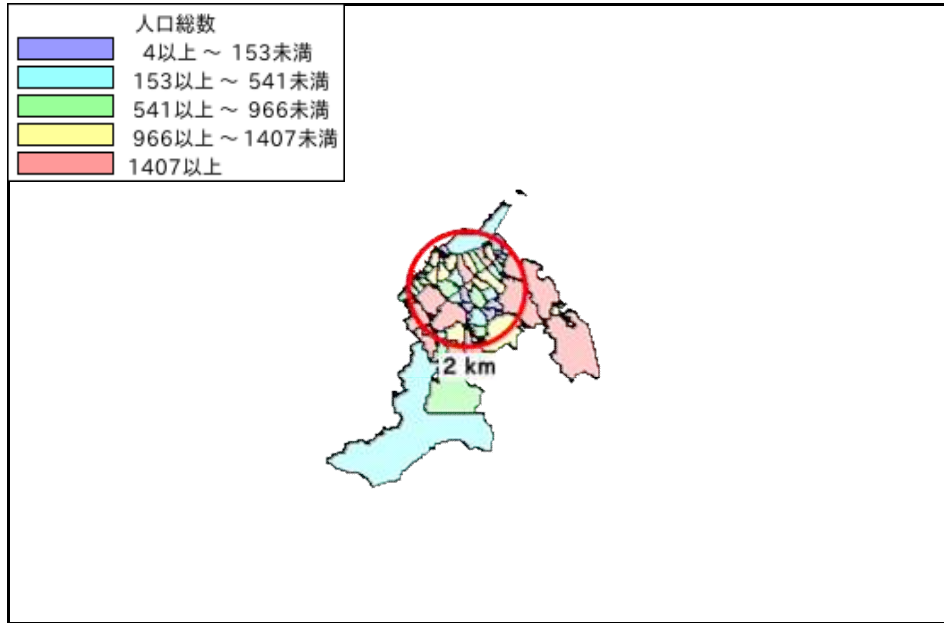 人口総数
4以上 ～ 153未満
153以上 ～ 541未満
541以上 ～ 966未満
966以上 ～ 1407未満
1407以上
2 km